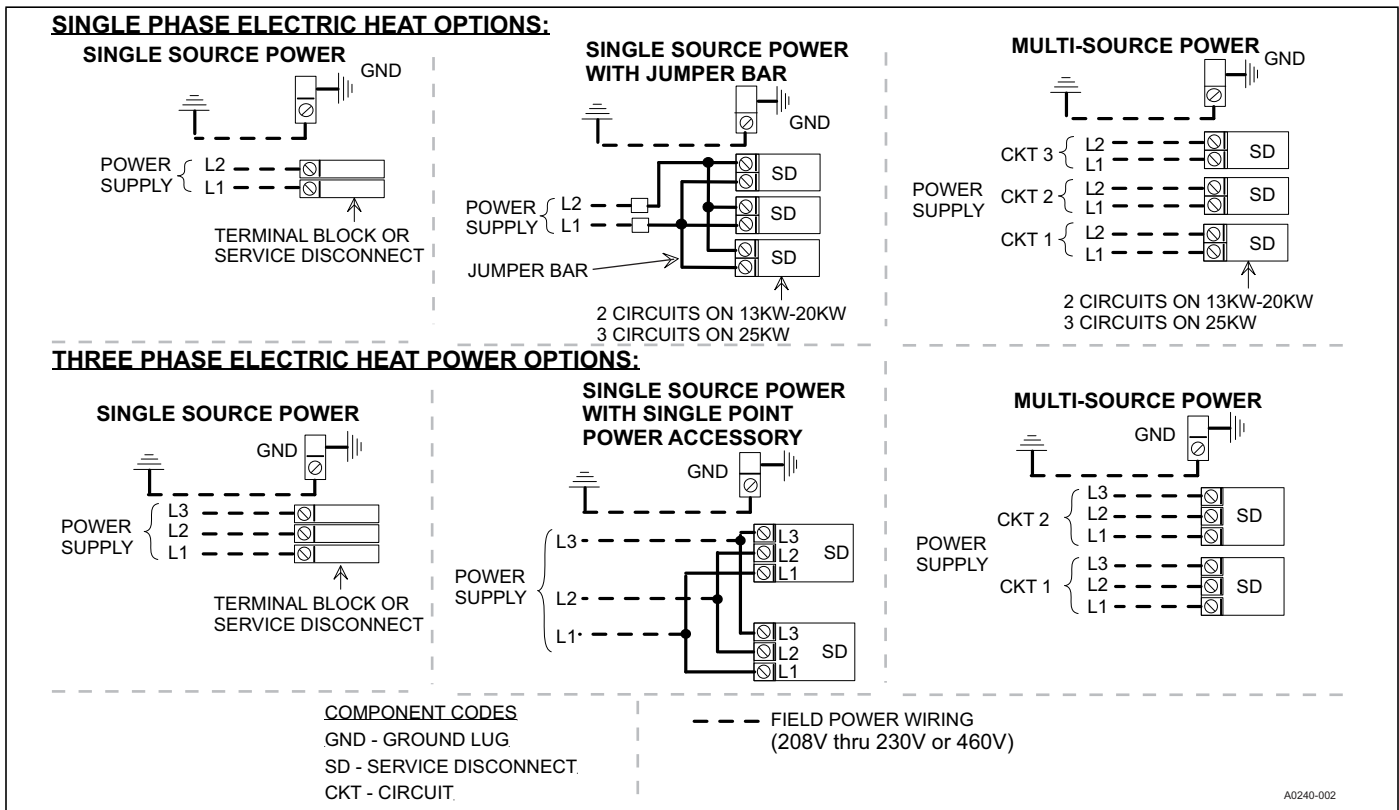 SINGLE PHASE ELECTRIC HEAT OPTIONS:
SINGLE SOURCE POWER
GND
POWER
SUPPLY
L2
L1
TERMINAL BLOCK OR
SERVICE DISCONNECT
SINGLE SOURCE POWER
WITH JUMPER BAR
GND
POWER
SUPPLY
L2
L1
SD
SD
SD
JUMPER BAR
2 CIRCUITS ON 13KW-20KW
3 CIRCUITS ON 25KW
MULTI-SOURCE POWER
GND
POWER
SUPPLY
CKT 3
L2
L1
SD
CKT 2
L2
L1
SD
CKT 1
L2
L1
SD
2 CIRCUITS ON 13KW-20KW
3 CIRCUITS ON 25KW
THREE PHASE ELECTRIC HEAT POWER OPTIONS:
SINGLE SOURCE POWER
GND
POWER
SUPPLY
L3
L2
L1
TERMINAL BLOCK OR
SERVICE DISCONNECT
SINGLE SOURCE POWER
WITH SINGLE POINT
POWER ACCESSORY
GND
POWER
SUPPLY
L3
L2
L1
L3
L2
L1
SD
L3
L2
L1
SD
MULTI-SOURCE POWER
GND
POWER
SUPPLY
CKT 2
L3
L2
L1
SD
CKT 1
L3
L2
L1
SD
COMPONENT CODES
GND - GROUND LUG
SD - SERVICE DISCONNECT
CKT - CIRCUIT
FIELD POWER WIRING
(208V thru 230V or 460V)
A0240-002